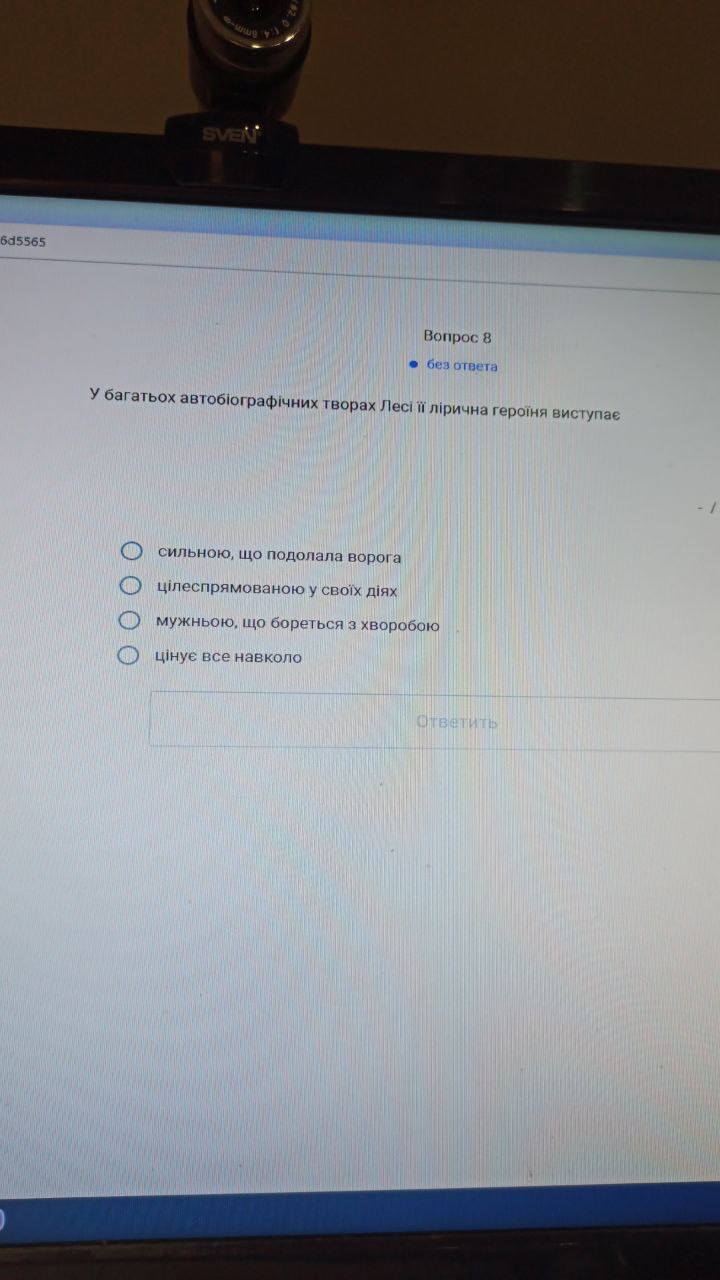 SVEN
6d5565
Вопрос 8
без ответа
У багатьох автобіографічних творах Лесі її лірична героїня виступає
- /
сильною, що подолала ворога
цілеспрямованою у своїх діях
мужньою, що бореться з хворобою
цінує все навколо
Ответить